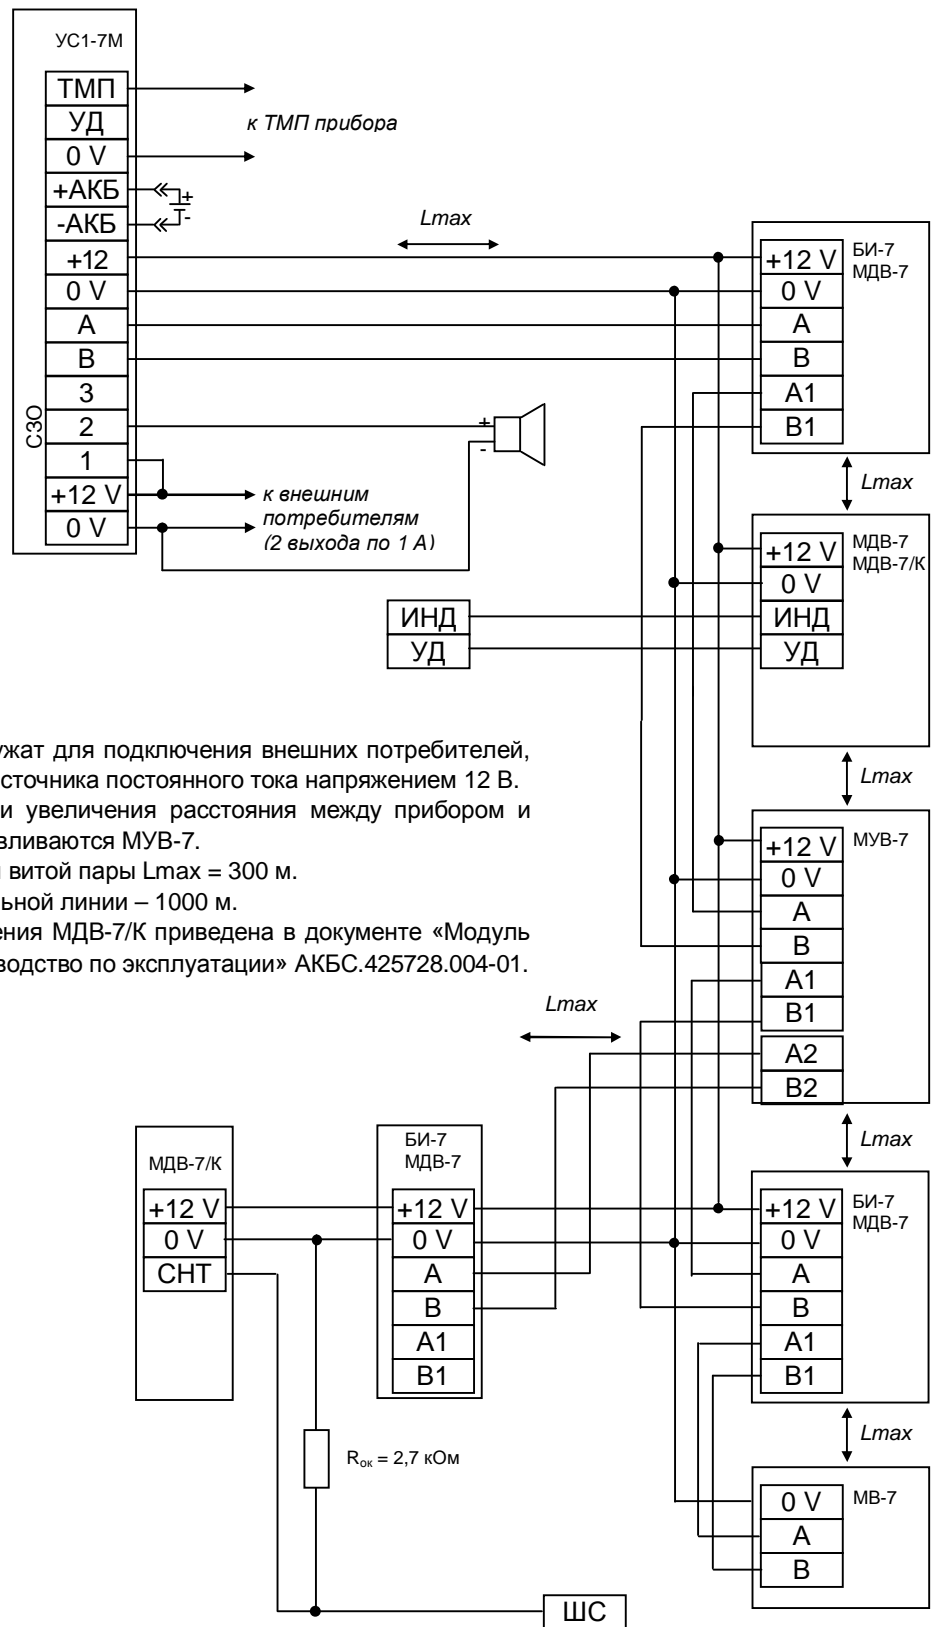 УС1-7М
ТМП
УД
0 V
+АКБ
-АКБ
+12
0 V
А
В
3
2
1
+12 V
0 V
СЗО
к ТМП прибора
+
-
Lmax
+
-
к внешним
потребителям
(2 выхода по 1 А)
БИ-7
МДВ-7
+12 V
0 V
А
В
А1
В1
Lmax
МДВ-7
МДВ-7/К
+12 V
0 V
ИНД
УД
ИНД
УД
Lmax
ужат для подключения внешних потребителей,
сточника постоянного тока напряжением 12 В.
и увеличения расстояния между прибором и
вливаются МУВ-7.
и витой пары Lmax = 300 м.
льной линии – 1000 м.
ения МДВ-7/К приведена в документе «Модуль
водство по эксплуатации» АКБС.425728.004-01.
МУВ-7
+12 V
0 V
А
В
А1
В1
А2
В2
Lmax
Lmax
МДВ-7/К
+12 V
0 V
СНТ
БИ-7
МДВ-7
+12 V
0 V
А
В
А1
В1
БИ-7
МДВ-7
+12 V
0 V
А
В
А1
В1
Lmax
Rок = 2,7 кОм
МВ-7
0 V
А
В
ШС